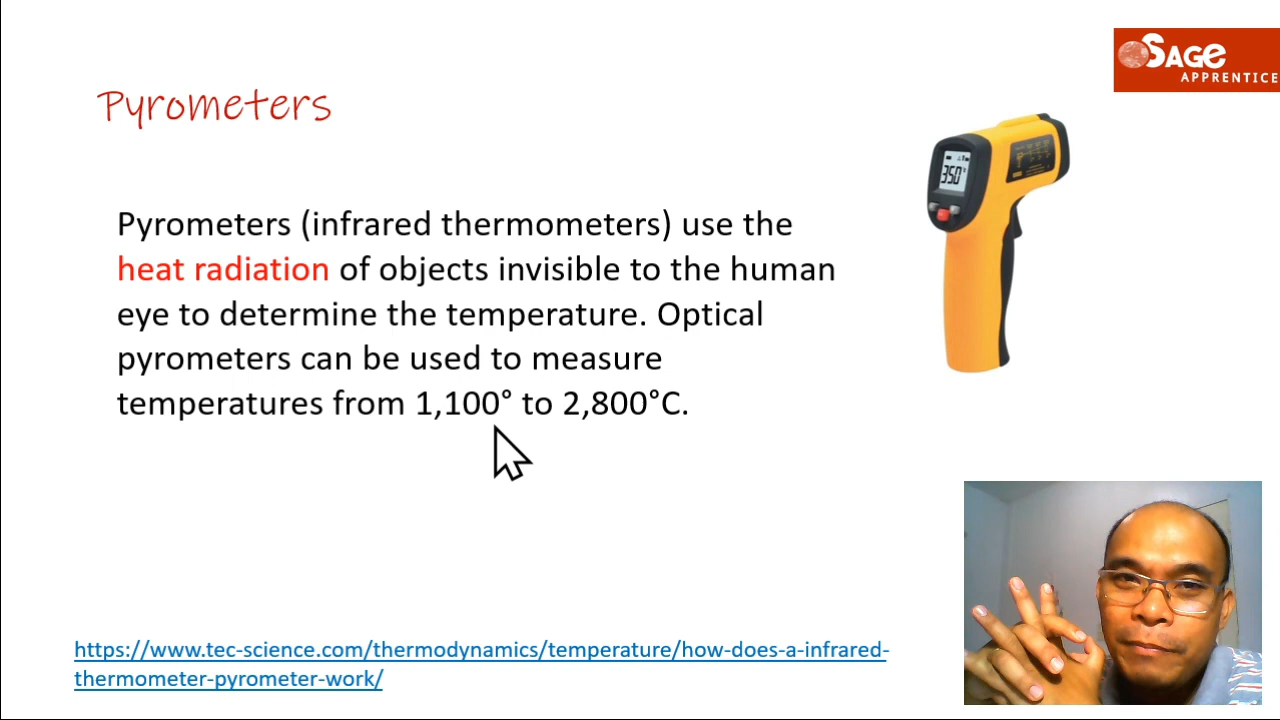 SAGE
APPRENTICE
Pyrometers
350°
Pyrometers (infrared thermometers) use the
heat radiation of objects invisible to the human
eye to determine the temperature. Optical
pyrometers can be used to measure
temperatures from 1,100° to 2,800°C.
https://www.tec-science.com/thermodynamics/temperature/how-does-a-infrared-
thermometer-pyrometer-work/